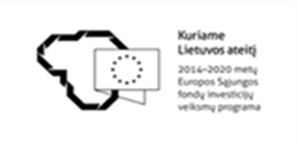 Kuriame
Lietuvos ateitį
2014–2020 metų
Europos Sąjungos
fondų investicijų
veiksmų programa